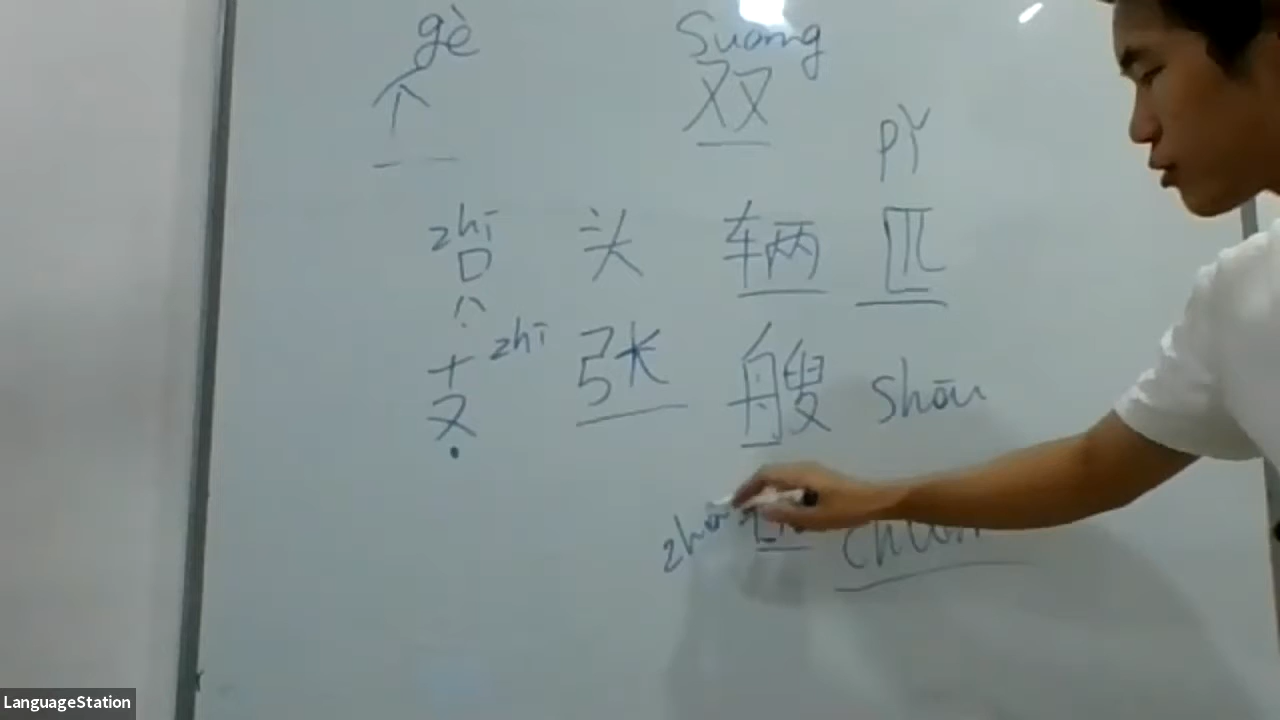 gè Suang
个 双
pǐ
zhī 头 辆 匹
只
zhī 张 艘 shōu
支
LanguageStation